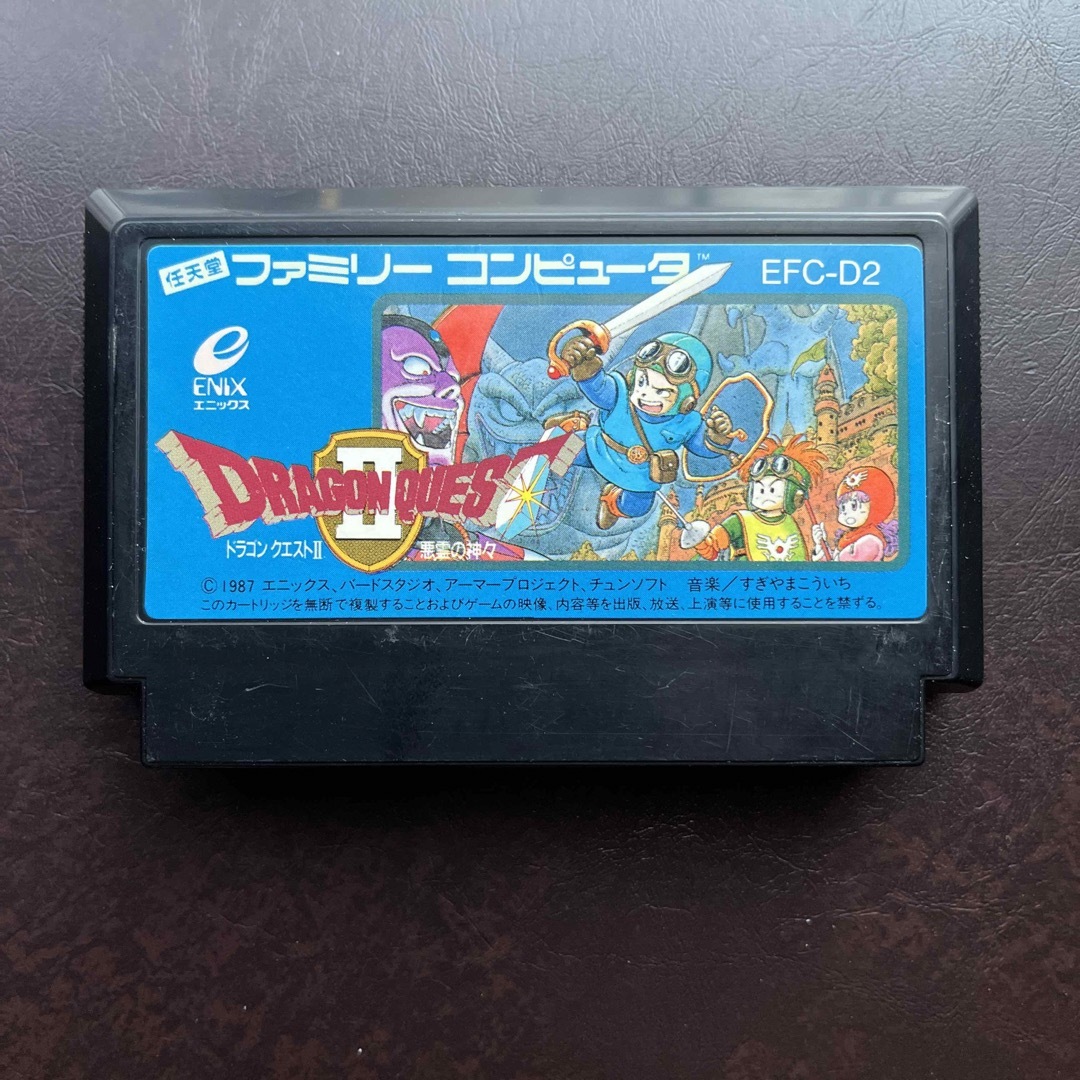 任天堂 ファミリー コンピュータ™ EFC-D2
ENIX
エニックス
DRAGON QUEST
II
ドラゴン クエストII 悪霊の神々
©1987 エニックス、バードスタジオ、アーマープロジェクト、チュンソフト 音楽／すぎやまこういち
このカートリッジを無断で複製することおよびゲームの映像、内容等を出版、放送、上演等に使用することを禁ずる。